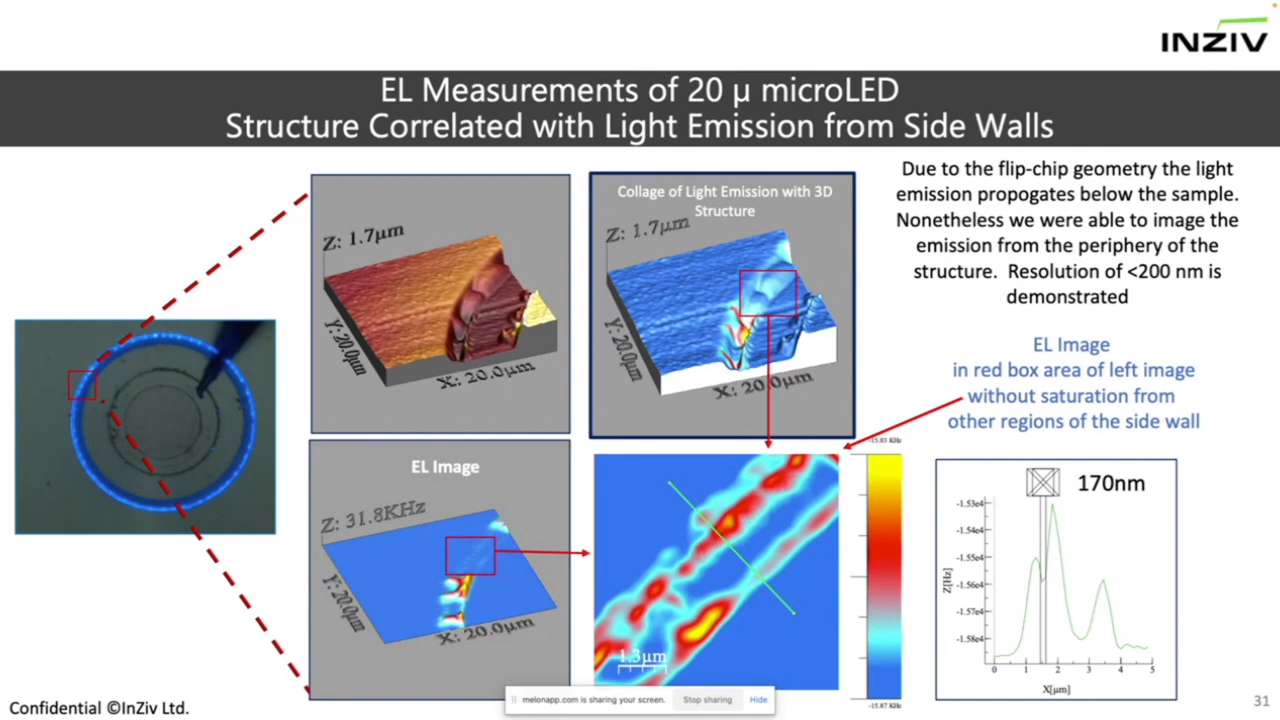 INZIV
EL Measurements of 20 μ microLED
Structure Correlated with Light Emission from Side Walls
Due to the flip-chip geometry the light
emission propogates below the sample.
Nonetheless we were able to image the
emission from the periphery of the
structure. Resolution of <200 nm is
demonstrated
Z: 1.7μm
Y: 20.0μm
X: 20.0μm
Collage of Light Emission with 3D
Structure
Z: 1.7μm
Y: 20.0μm
X: 20.0μm
EL Image
in red box area of left image
without saturation from
other regions of the side wall
EL Image
Z: 31.8KHz
Y: 20.0μm
X: 20.0μm
1.3μm
-15.03 KHz
-15.87 KHz
170nm
-1.53e4
-1.54e4
-1.55e4
-1.56e4
-1.57e4
-1.58e4
Z[Hz]
0 1 2 3 4 5
X[μm]
melonapp.com is sharing your screen. Stop sharing Hide
Confidential ©InZiv Ltd.
31